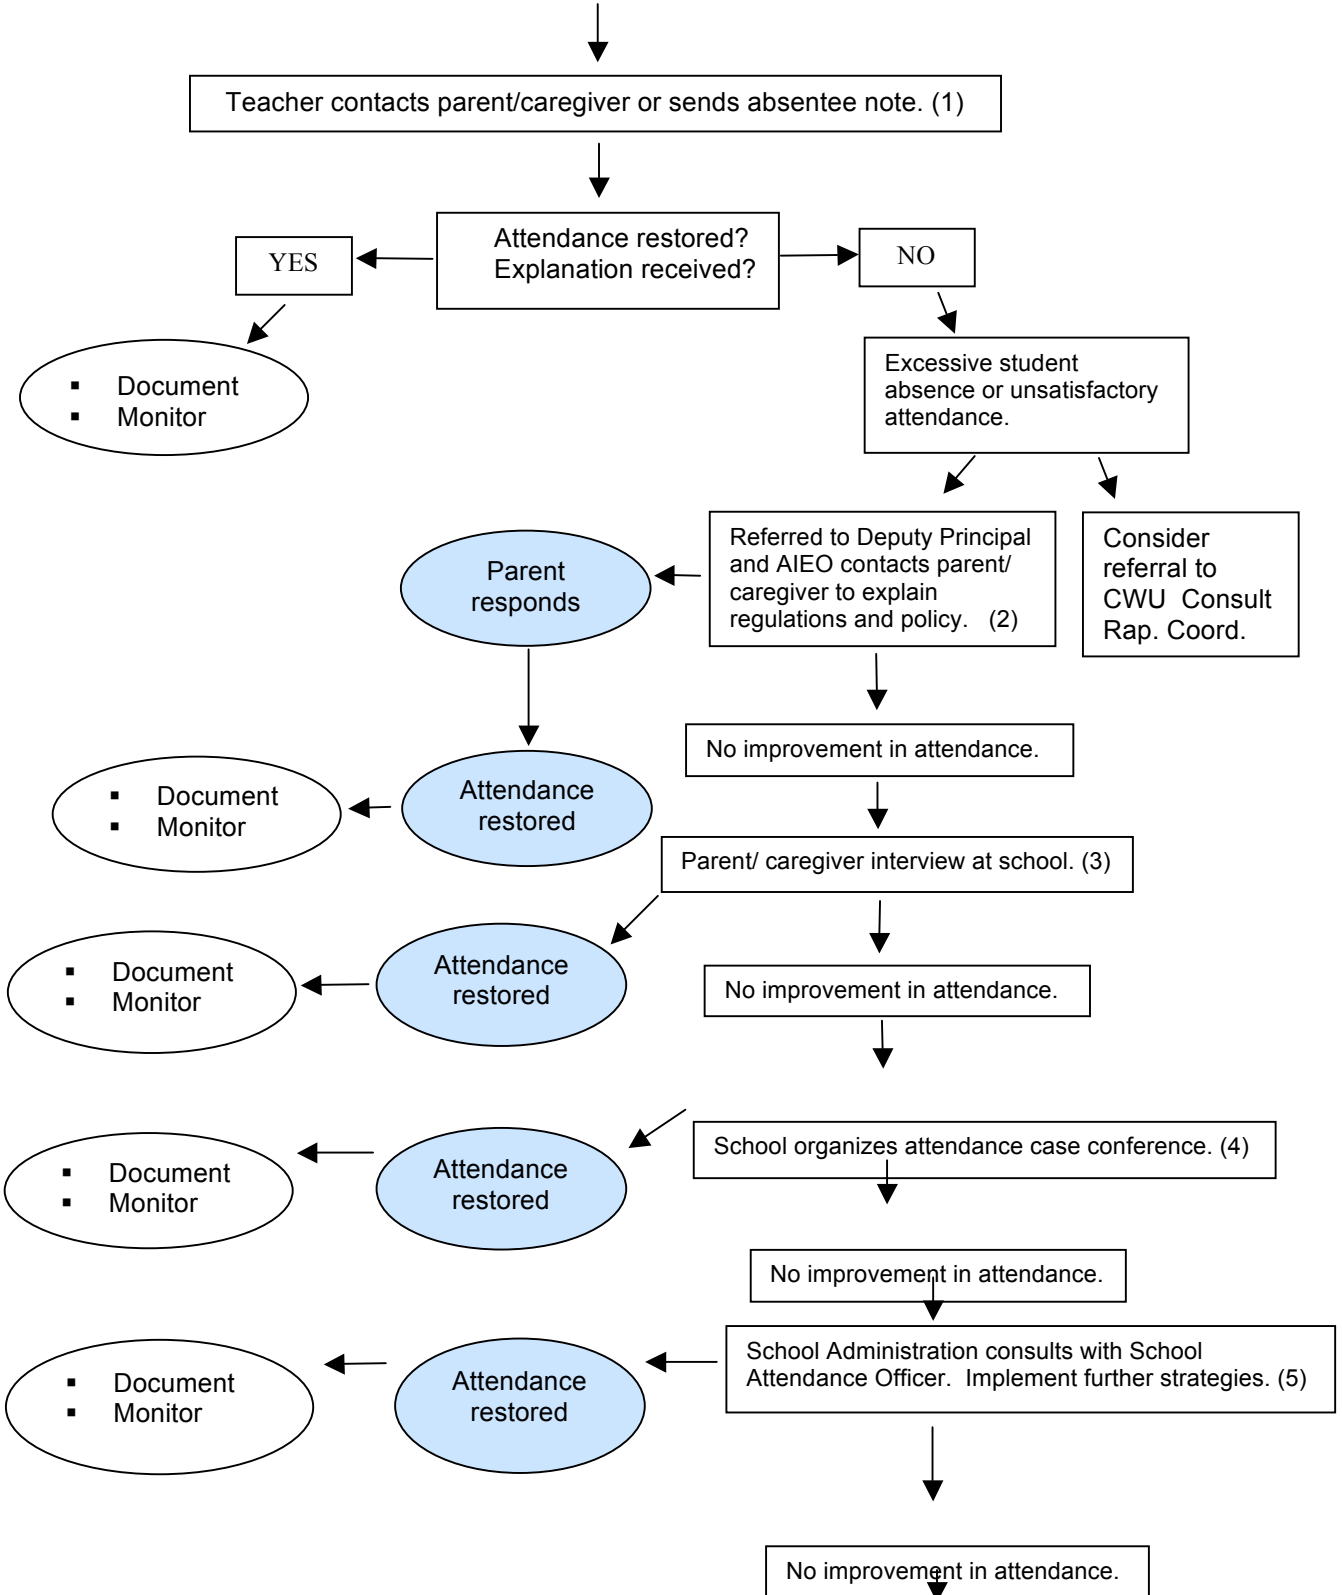 Teacher contacts parent/caregiver or sends absentee note. (1)
Attendance restored?
Explanation received?
YES
NO
▪ Document
▪ Monitor
Excessive student
absence or unsatisfactory
attendance.
Referred to Deputy Principal
and AIEO contacts parent/
caregiver to explain
regulations and policy. (2)
Consider
referral to
CWU Consult
Rap. Coord.
Parent
responds
No improvement in attendance.
Attendance
restored
▪ Document
▪ Monitor
Parent/ caregiver interview at school. (3)
Attendance
restored
▪ Document
▪ Monitor
No improvement in attendance.
School organizes attendance case conference. (4)
Attendance
restored
▪ Document
▪ Monitor
No improvement in attendance.
School Administration consults with School
Attendance Officer. Implement further strategies. (5)
Attendance
restored
▪ Document
▪ Monitor
No improvement in attendance.